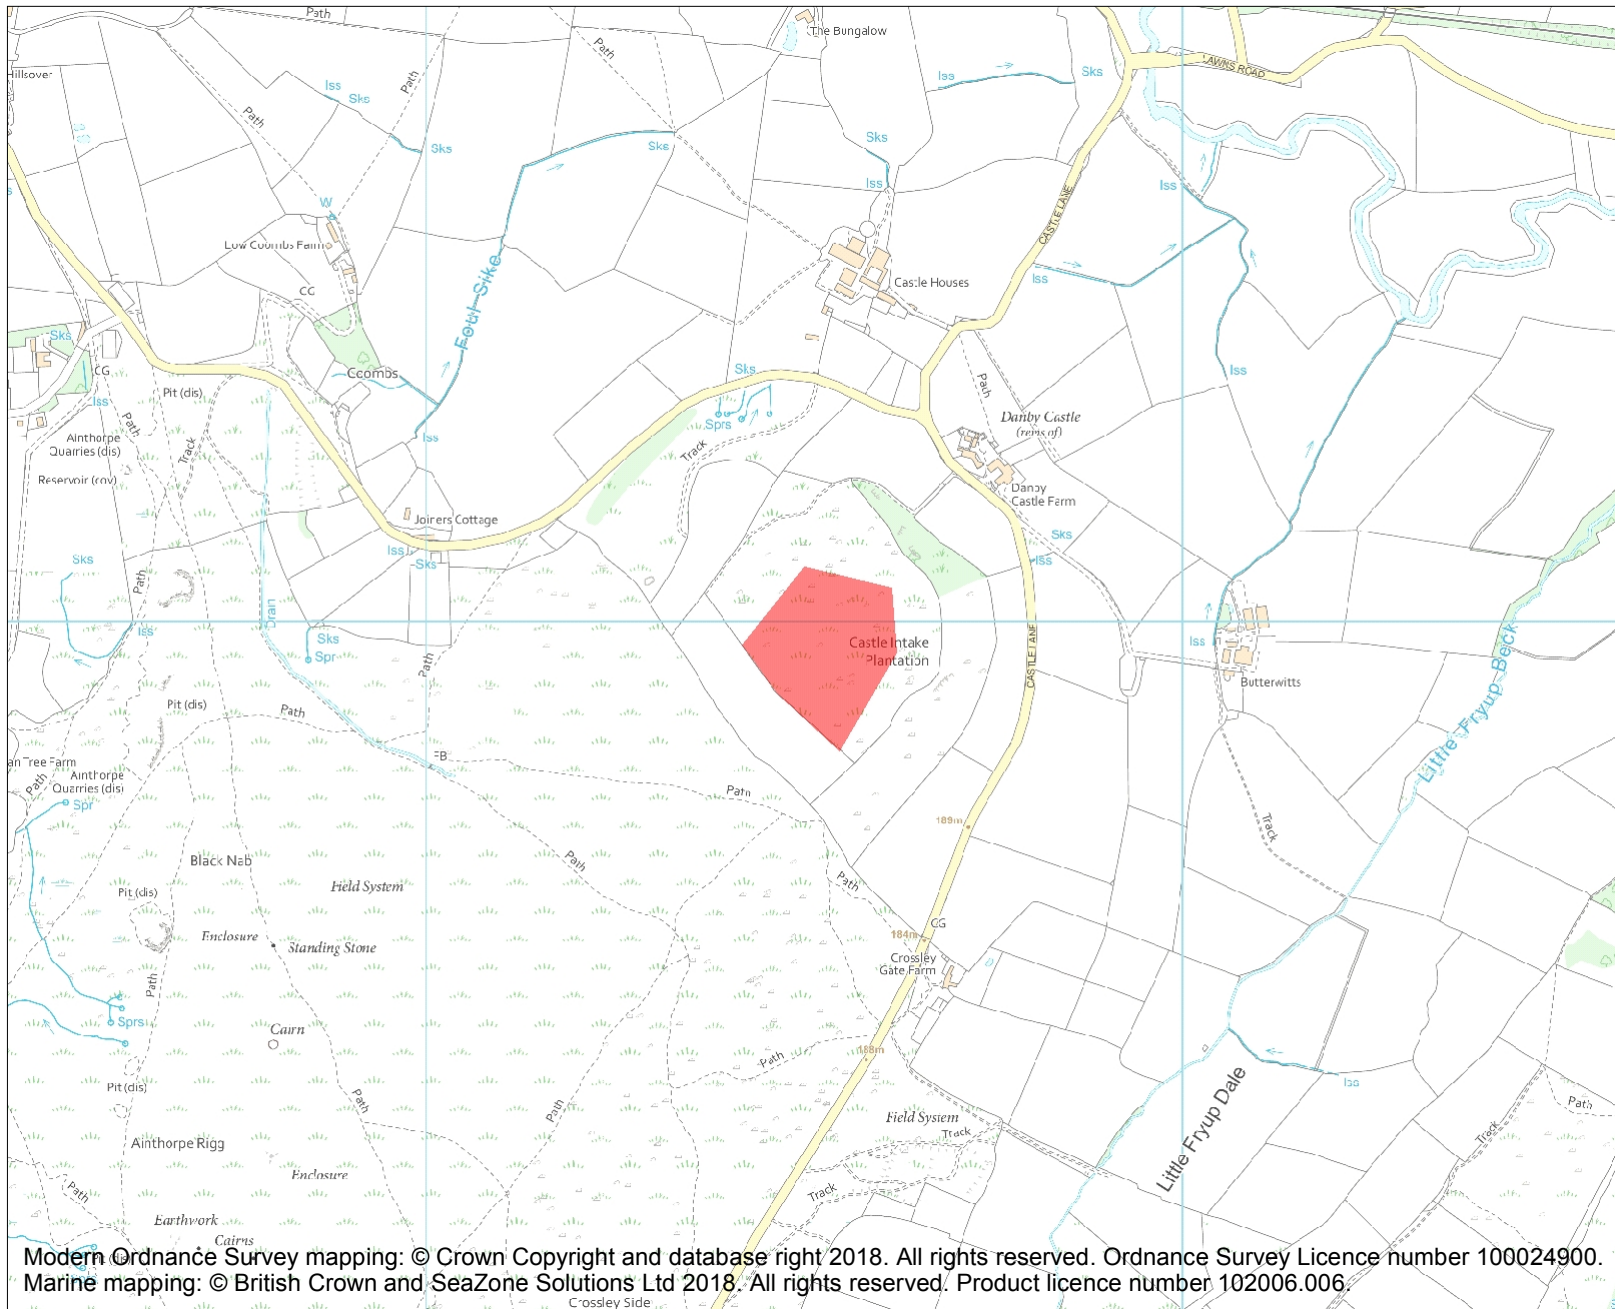 Path
The Bungalow
Hillsover
Path
Path
Iss
Sks
LAWNS ROAD
Iss
Sks
Path
Sks
Sks
Sks
Iss
Iss
W
CASTLE LANE
Low Coombs Farm
Foul Sike
Castle Houses
Iss
CG
Sks
CG
Coombs
Sks
Iss
Pit (dis)
Path
Iss
Sprs
Danby Castle
(rems of)
Path
Iss
Ainthorpe
Quarries (dis)
Track
Track
Reservoir (cov)
Danby
Castle Farm
Joiners Cottage
Sks
Iss
Iss
Sks
Sks
Path
Drain
Iss
Sks
Spr
Path
Castle Intake
Plantation
CASTLE LANE
Iss
Butterwitts
Little Fryup Beck
Pit (dis)
Path
FB
Tree Farm
Path
Ainthorpe
Quarries (dis)
Spr
Path
189m
Track
Black Nab
Path
Path
Field System
Pit (dis)
CG
Enclosure
Standing Stone
184m
Crossley
Gate Farm
Path
Sprs
Cairn
188m
Path
Iss
Pit (dis)
Path
Path
Little Fryup Dale
Field System
Track
Path
Track
Ainthorpe Rigg
Enclosure
Path
Track
Earthwork
Cairns
Modern Ordnance Survey mapping: © Crown Copyright and database right 2018. All rights reserved. Ordnance Survey Licence number 100024900.
Marine mapping: © British Crown and SeaZone Solutions Ltd 2018. All rights reserved. Product licence number 102006.006.
Crossley Side